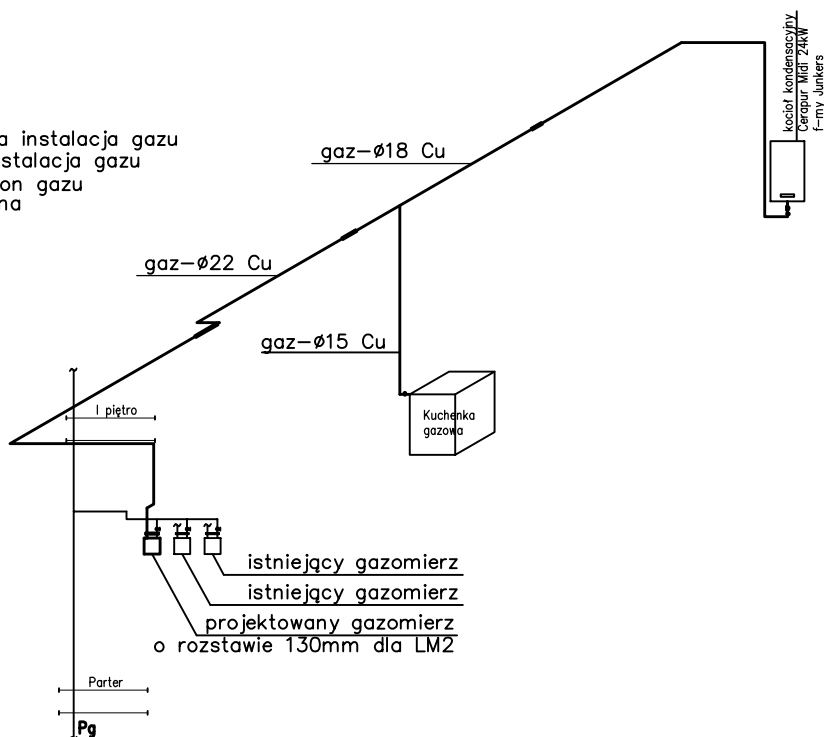 kocioł kondensacyjny
Cerapur Midi 24kW
f-my Junkers
a instalacja gazu
stalacja gazu
on gazu
na
gaz-Ø18 Cu
gaz-Ø22 Cu
gaz-Ø15 Cu
I piętro
Kuchenka
gazowa
istniejący gazomierz
istniejący gazomierz
projektowany gazomierz
o rozstawie 130mm dla LM2
Parter
Pg